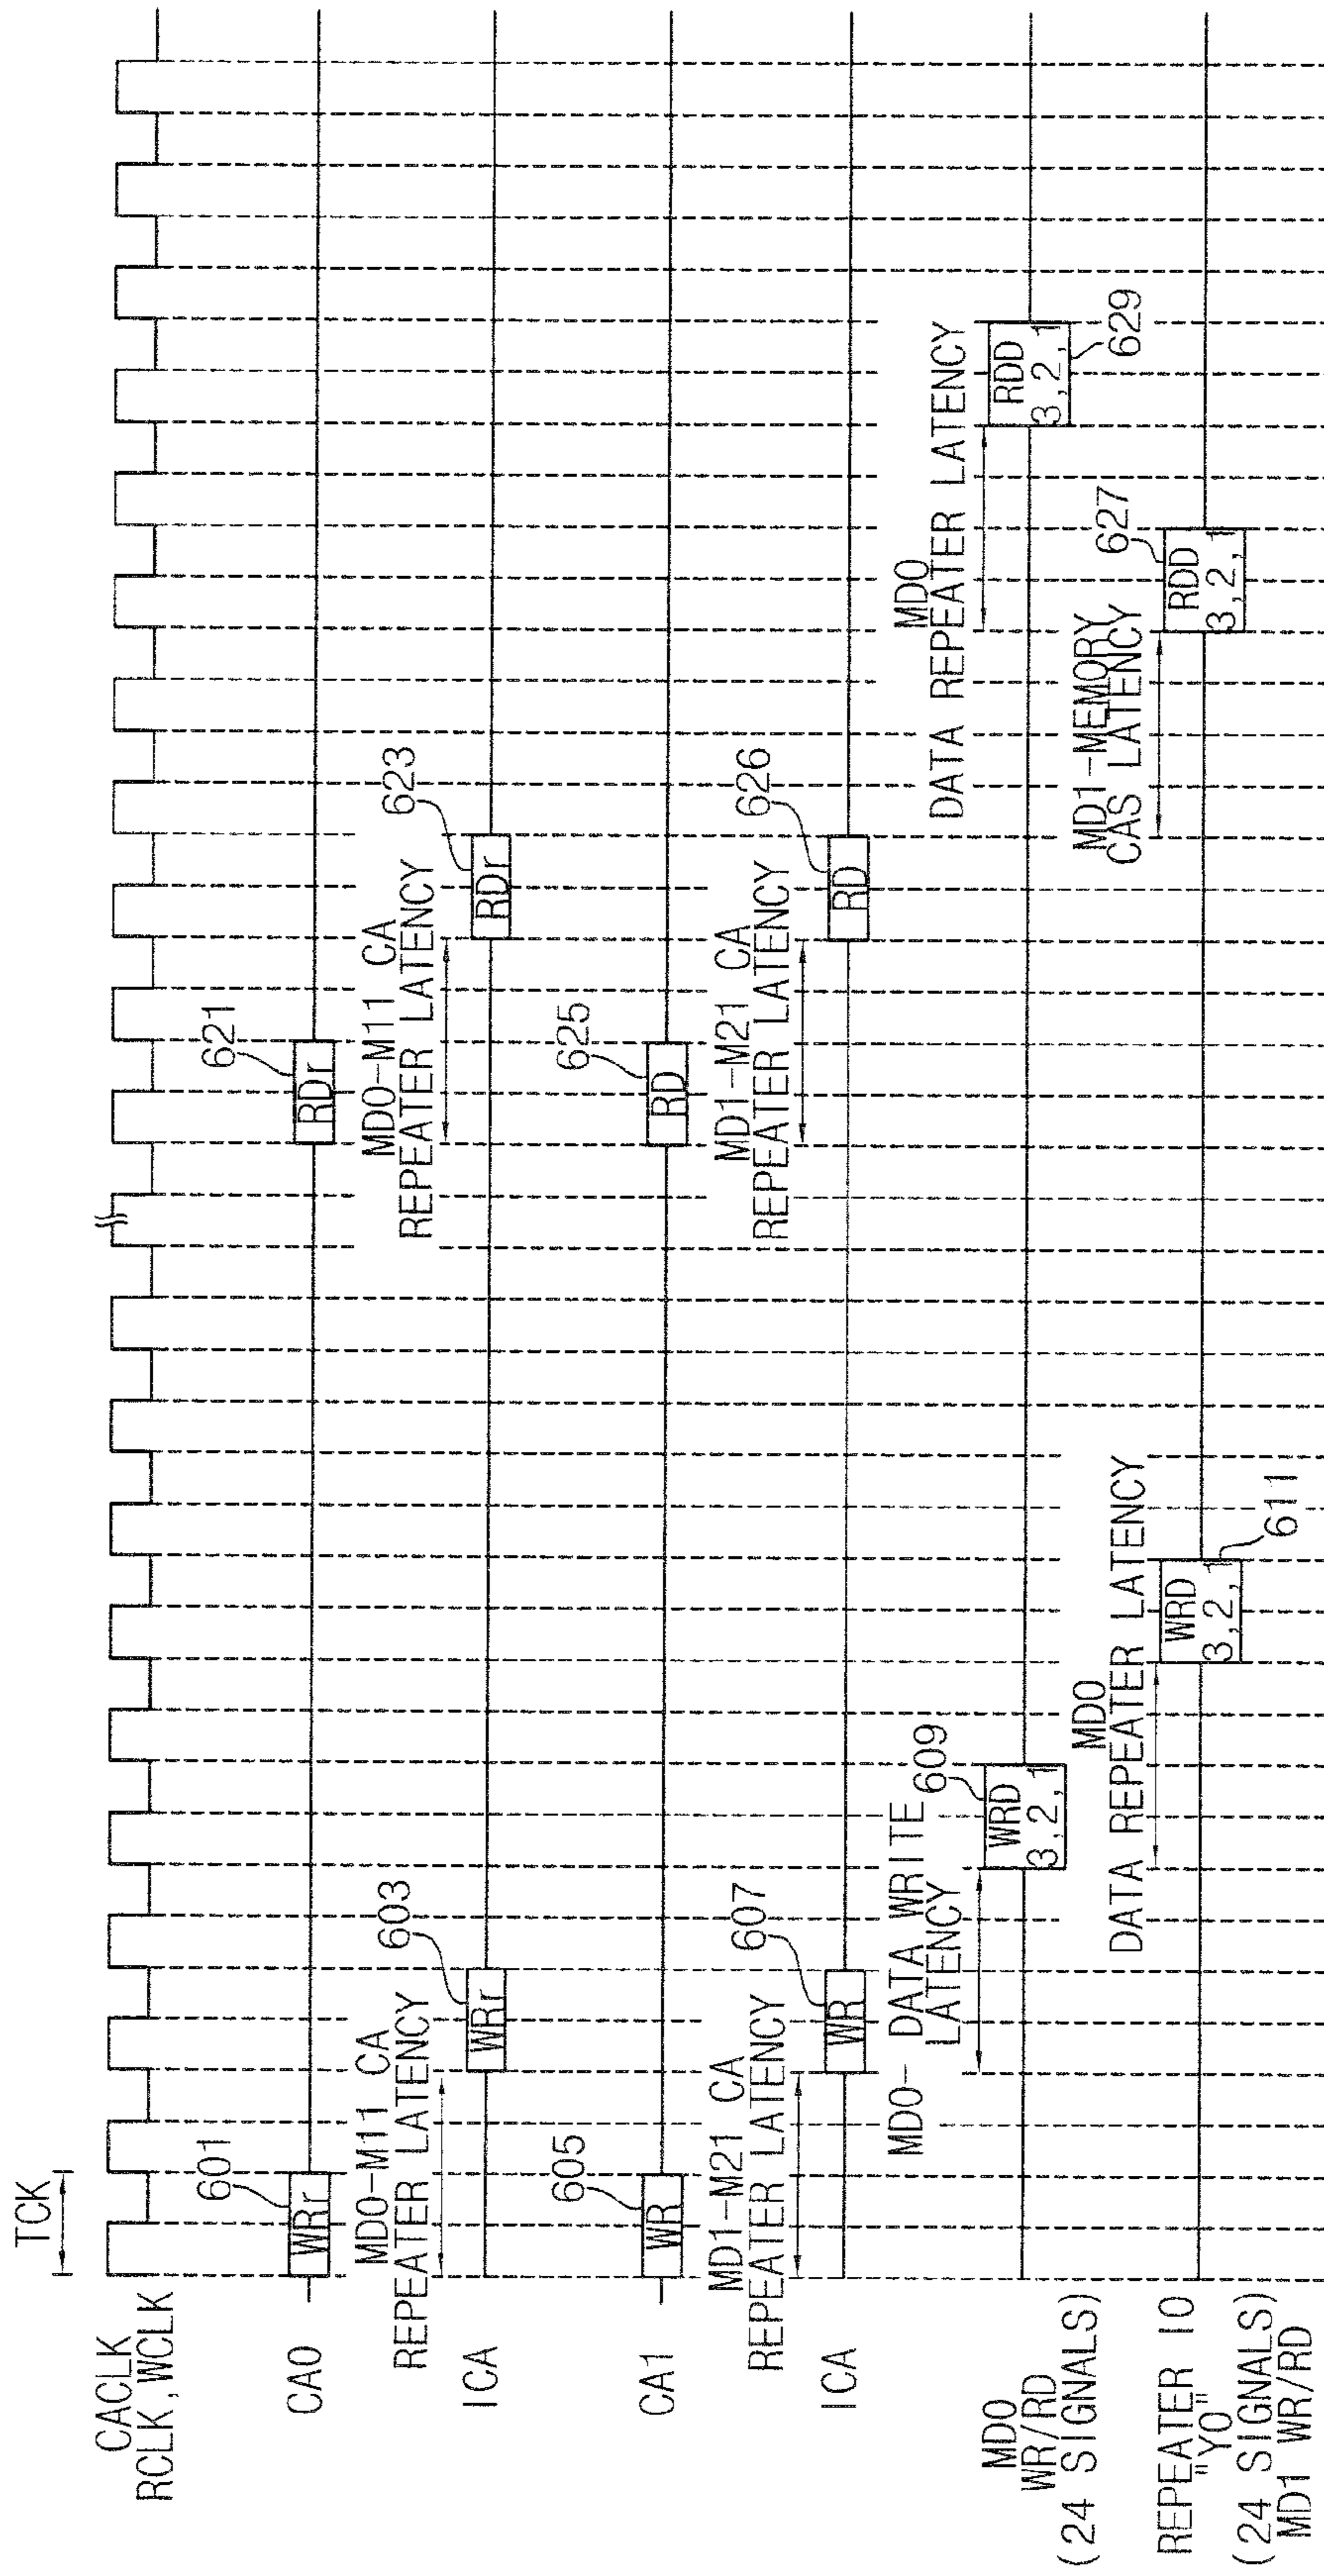 TCK
CACLK
RCLK, WCLK
CA0
601
WRr
621
RDr
MD0-M11 CA
REPEATER LATENCY
603
MD0-M11 CA
REPEATER LATENCY
623
ICA
WRr
RDr
CA1
605
WR
625
RD
MD1-M21 CA
REPEATER LATENCY
607
MD1-M21 CA
REPEATER LATENCY
626
ICA
WR
RD
MD0- DATA WRITE
LATENCY
609
MD0
DATA REPEATER LATENCY
MD0
WR/RD
(24 SIGNALS)
WRD
3,2,1
RDD
3,2,1
629
MD0
DATA REPEATER LATENCY
MD1-MEMORY
CAS LATENCY
627
REPEATER IO
"YO"
(24 SIGNALS)
MD1 WR/RD
WRD
3,2,1
611
RDD
3,2,1